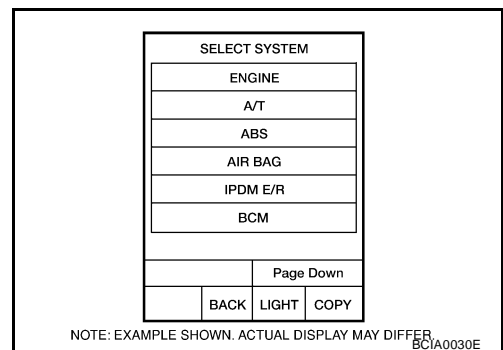 SELECT SYSTEM
ENGINE
A/T
ABS
AIR BAG
IPDM E/R
BCM
Page Down
BACK LIGHT COPY
NOTE: EXAMPLE SHOWN. ACTUAL DISPLAY MAY DIFFER.
BCIA0030E